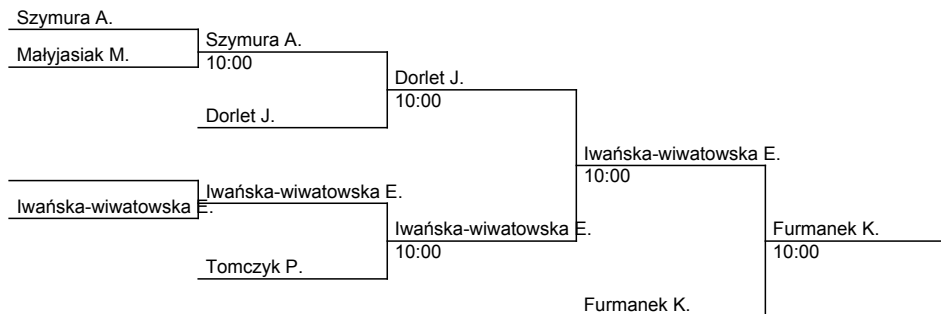 Szymura A.
Małyjasiak M.
Szymura A.
10:00
Dorlet J.
Dorlet J.
10:00
Iwańska-wiwatowska E.
Iwańska-wiwatowska E.
Tomczyk P.
Iwańska-wiwatowska E.
10:00
Iwańska-wiwatowska E.
10:00
Furmanek K.
Furmanek K.
10:00